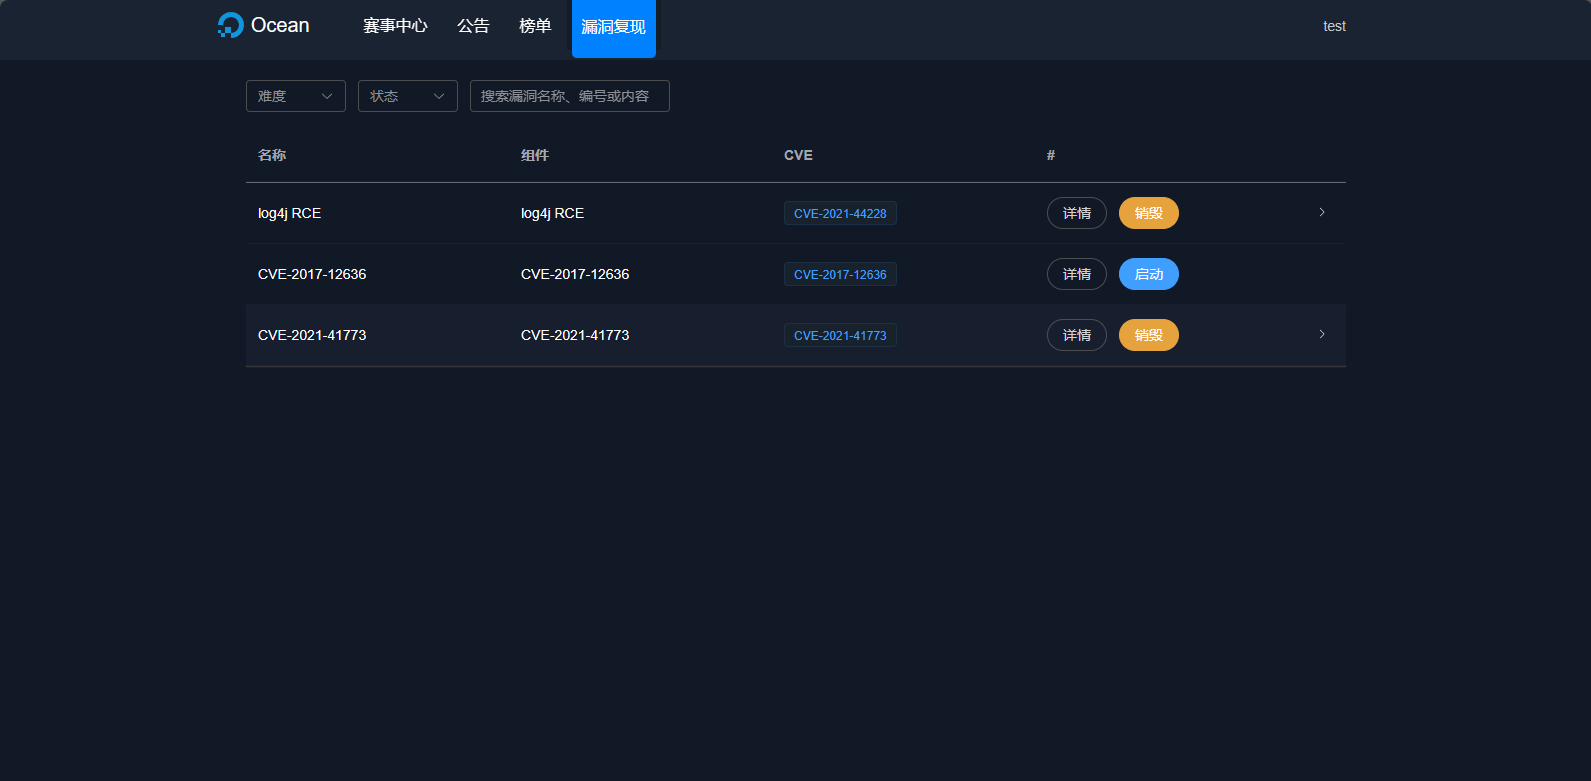 Ocean 赛事中心 公告 榜单 漏洞复现 test
难度 状态 搜索漏洞名称、编号或内容
名称 组件 CVE #
log4j RCE log4j RCE CVE-2021-44228 详情 销毁
CVE-2017-12636 CVE-2017-12636 CVE-2017-12636 详情 启动
CVE-2021-41773 CVE-2021-41773 CVE-2021-41773 详情 销毁